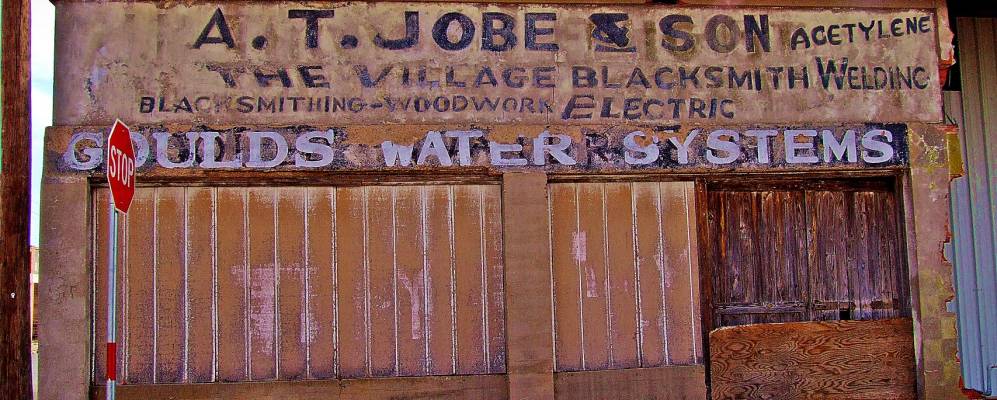 A. T. JOBE & SON ACETYLENE
THE VILLAGE BLACKSMITH WELDING
BLACKSMITHING-WOODWORK ELECTRIC
GOULDS WATER SYSTEMS
STOP